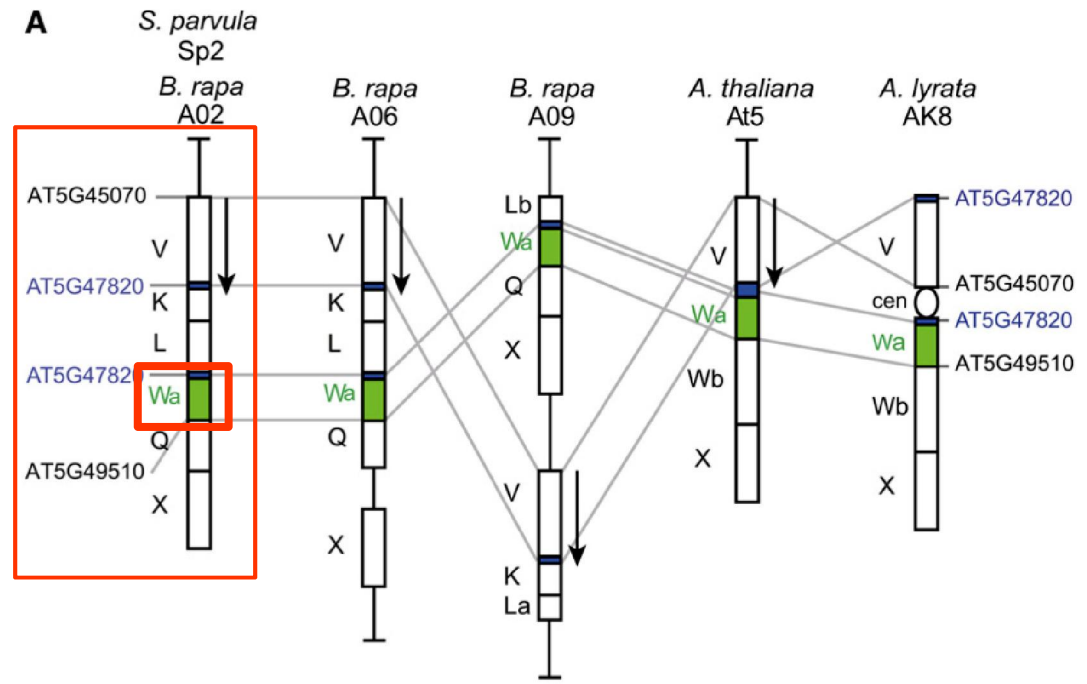 A
S. parvula
Sp2
B. rapa
A02
B. rapa
A06
B. rapa
A09
A. thaliana
At5
A. lyrata
AK8
AT5G45070
V
AT5G47820
K
L
AT5G47820
Wa
Q
AT5G49510
X
V
K
L
Wa
Q
X
Lb
Wa
Q
X
V
K
La
V
Wa
Wb
X
AT5G47820
V
AT5G45070
cen
AT5G47820
Wa
AT5G49510
Wb
X